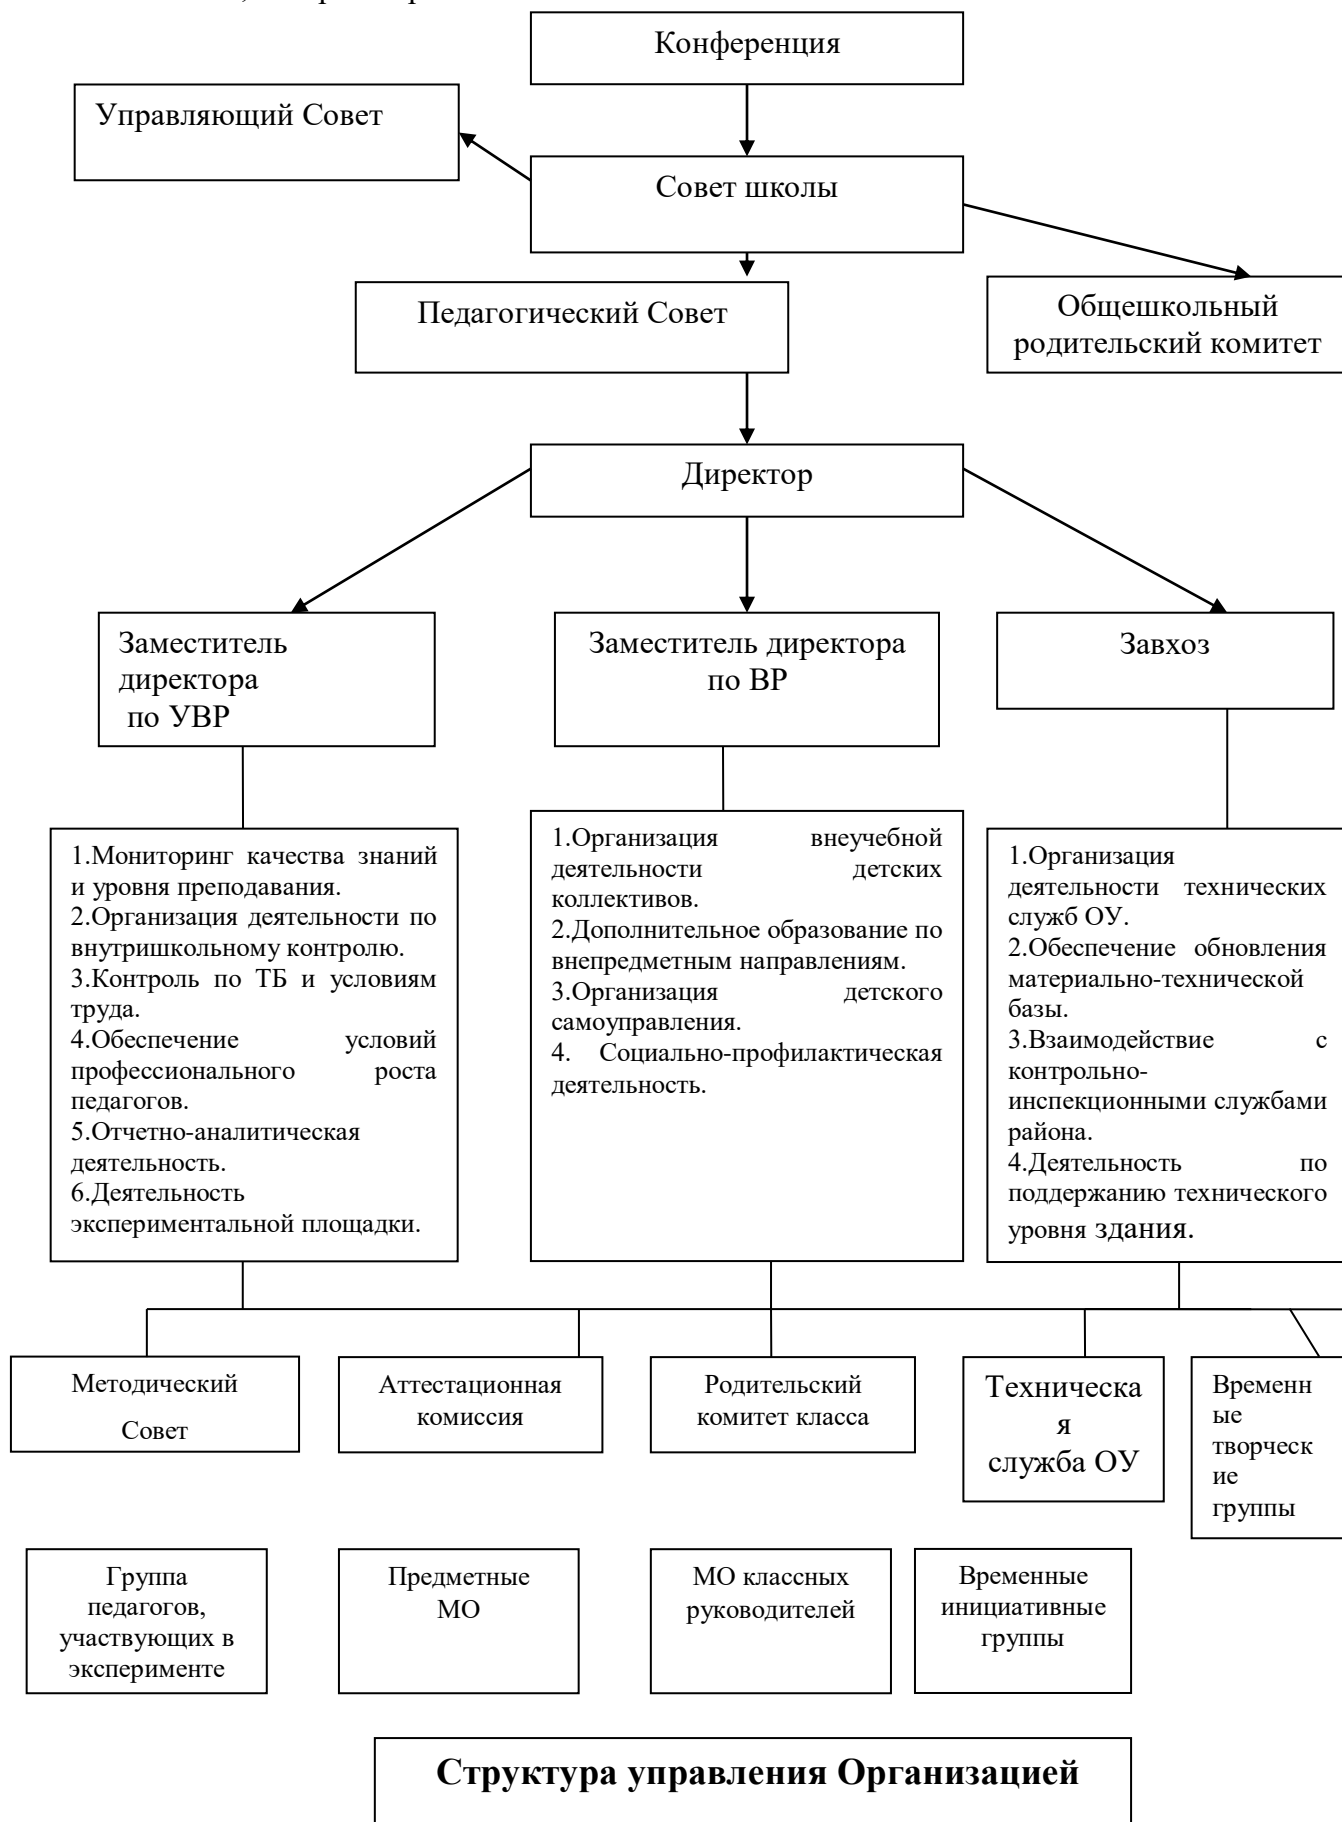 Конференция
Управляющий Совет
Совет школы
Педагогический Совет
Общешкольный
родительский комитет
Директор
Заместитель
директора
по УВР
Заместитель директора
по ВР
Завхоз
1.Мониторинг качества знаний
и уровня преподавания.
2.Организация деятельности по
внутришкольному контролю.
3.Контроль по ТБ и условиям
труда.
4.Обеспечение условий
профессионального роста
педагогов.
5.Отчетно-аналитическая
деятельность.
6.Деятельность
экспериментальной площадки.
1.Организация внеучебной
деятельности детских
коллективов.
2.Дополнительное образование по
внепредметным направлениям.
3.Организация детского
самоуправления.
4. Социально-профилактическая
деятельность.
1.Организация
деятельности технических
служб ОУ.
2.Обеспечение обновления
материально-технической
базы.
3.Взаимодействие с
контрольно-
инспекционными службами
района.
4.Деятельность по
поддержанию технического
уровня здания.
Методический
Совет
Аттестационная
комиссия
Родительский
комитет класса
Техническа
я
служба ОУ
Временн
ые
творческ
ие
группы
Группа
педагогов,
участвующих в
эксперименте
Предметные
МО
МО классных
руководителей
Временные
инициативные
группы
Структура управления Организацией